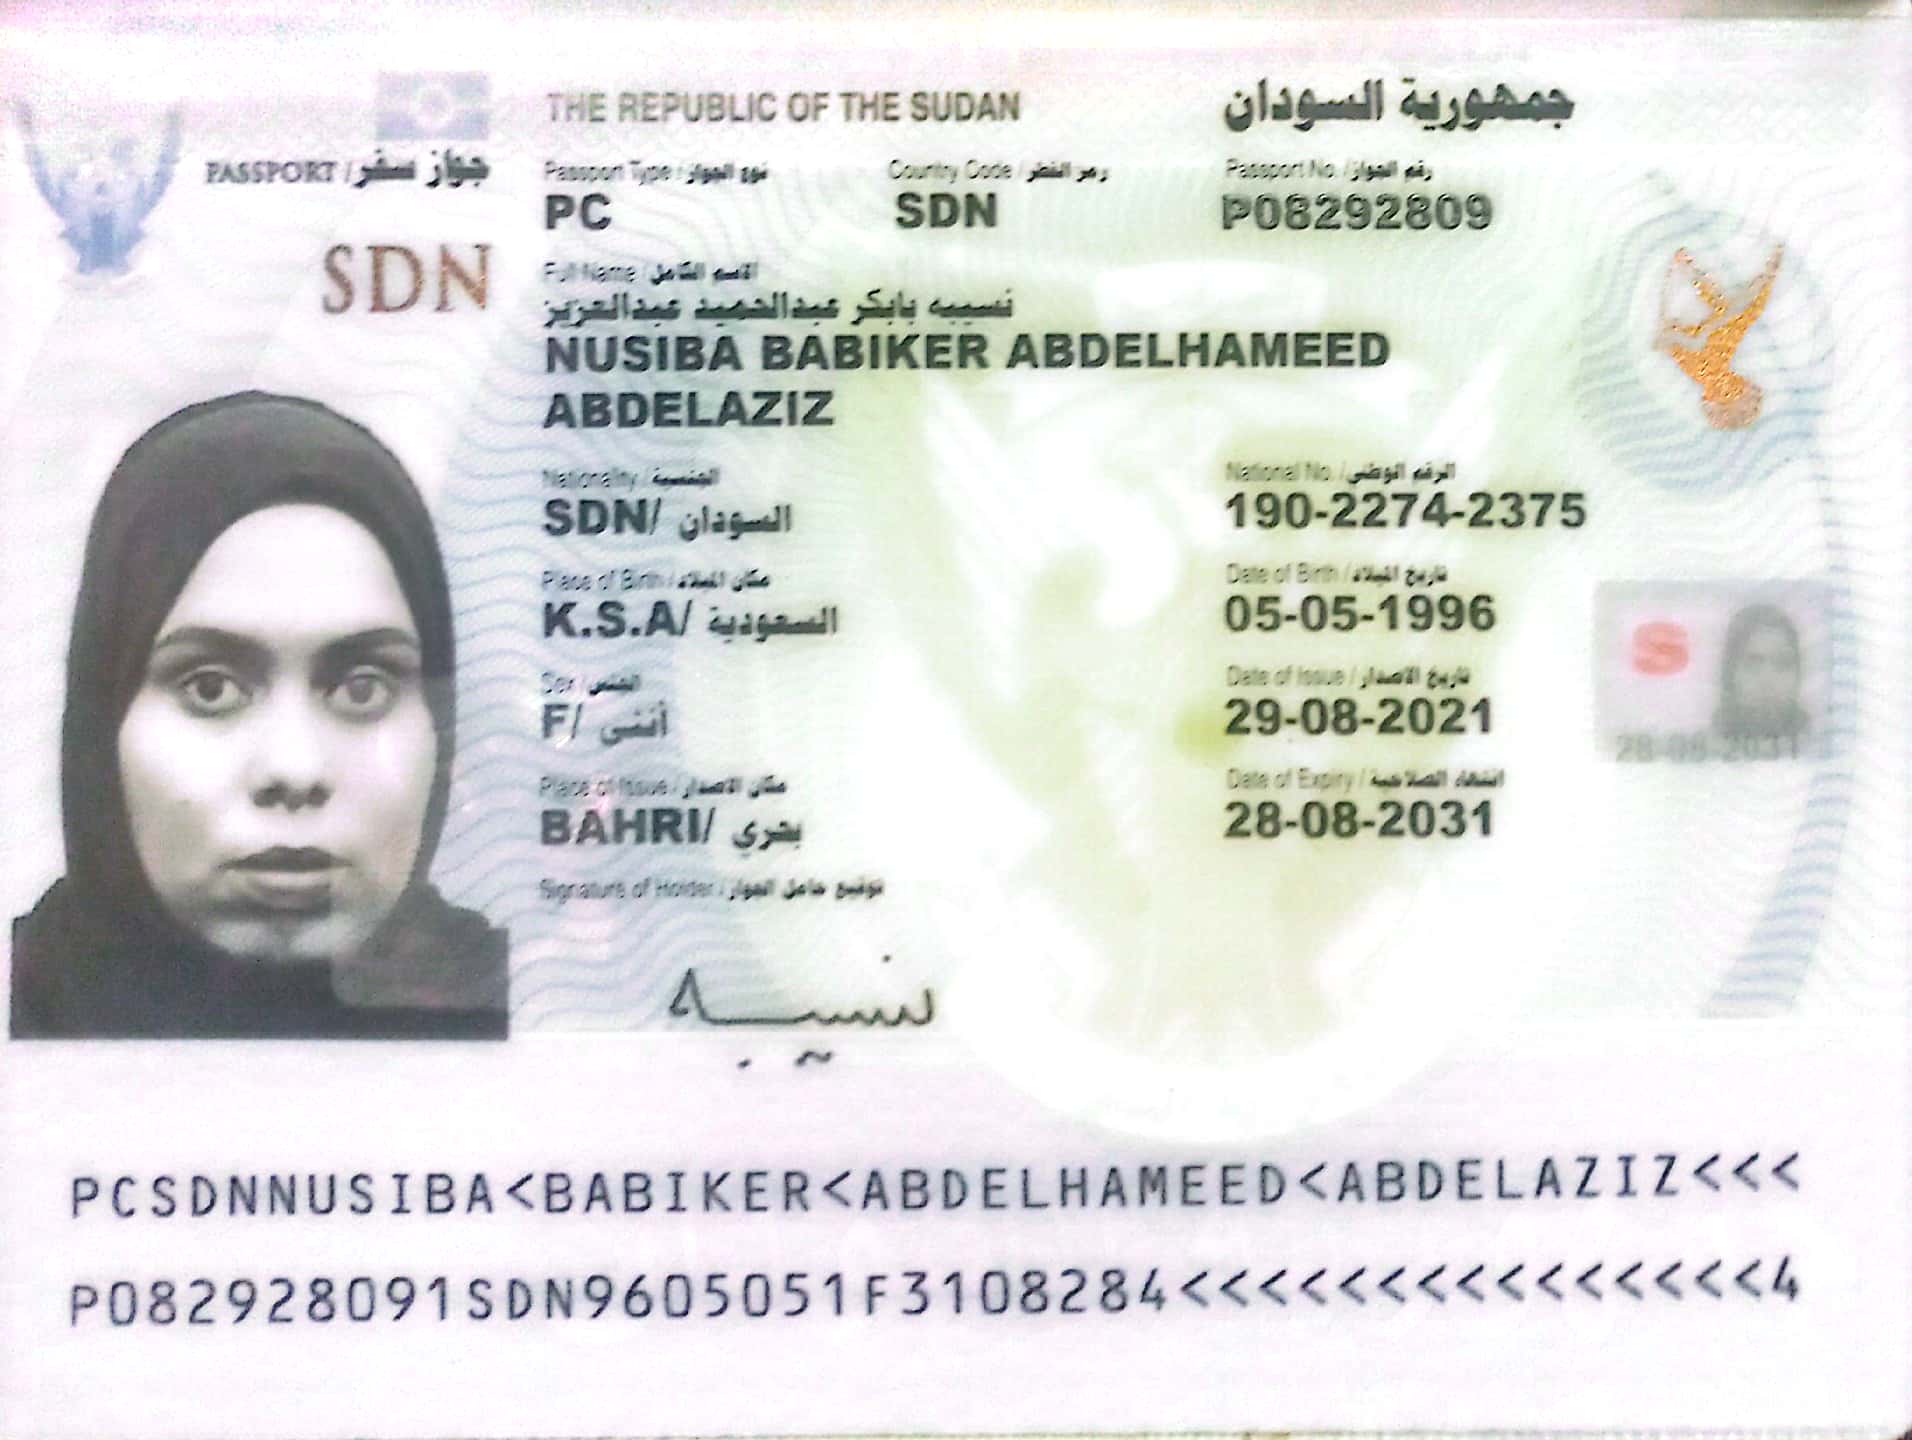 THE REPUBLIC OF THE SUDAN
جمهورية السودان
PASSPORT / جواز سفر
Passport Type / نوع الجواز
Country Code / رمز القطر
Passport No. / رقم الجواز
PC
SDN
P08292809
SDN
Full Name / الاسم الكامل
نسيبه بابكر عبدالحميد عبدالعزيز
NUSIBA BABIKER ABDELHAMEED
ABDELAZIZ
Nationality / الجنسية
National No. / الرقم الوطني
SDN/ السودان
190-2274-2375
Place of Birth / مكان الميلاد
Date of Birth / تاريخ الميلاد
K.S.A/ السعودية
05-05-1996
S
Sex / الجنس
Date of Issue / تاريخ الاصدار
F/ أنثى
29-08-2021
28-08-2031
Place of Issue / مكان الاصدار
Date of Expiry / انتهاء الصلاحية
BAHRI/ بحري
28-08-2031
Signature of Holder / توقيع حامل الجواز
نسيبة
PCSDNNUSIBA<BABIKER<ABDELHAMEED<ABDELAZIZ<<<
P082928091SDN9605051F3108284<<<<<<<<<<<<<<<4